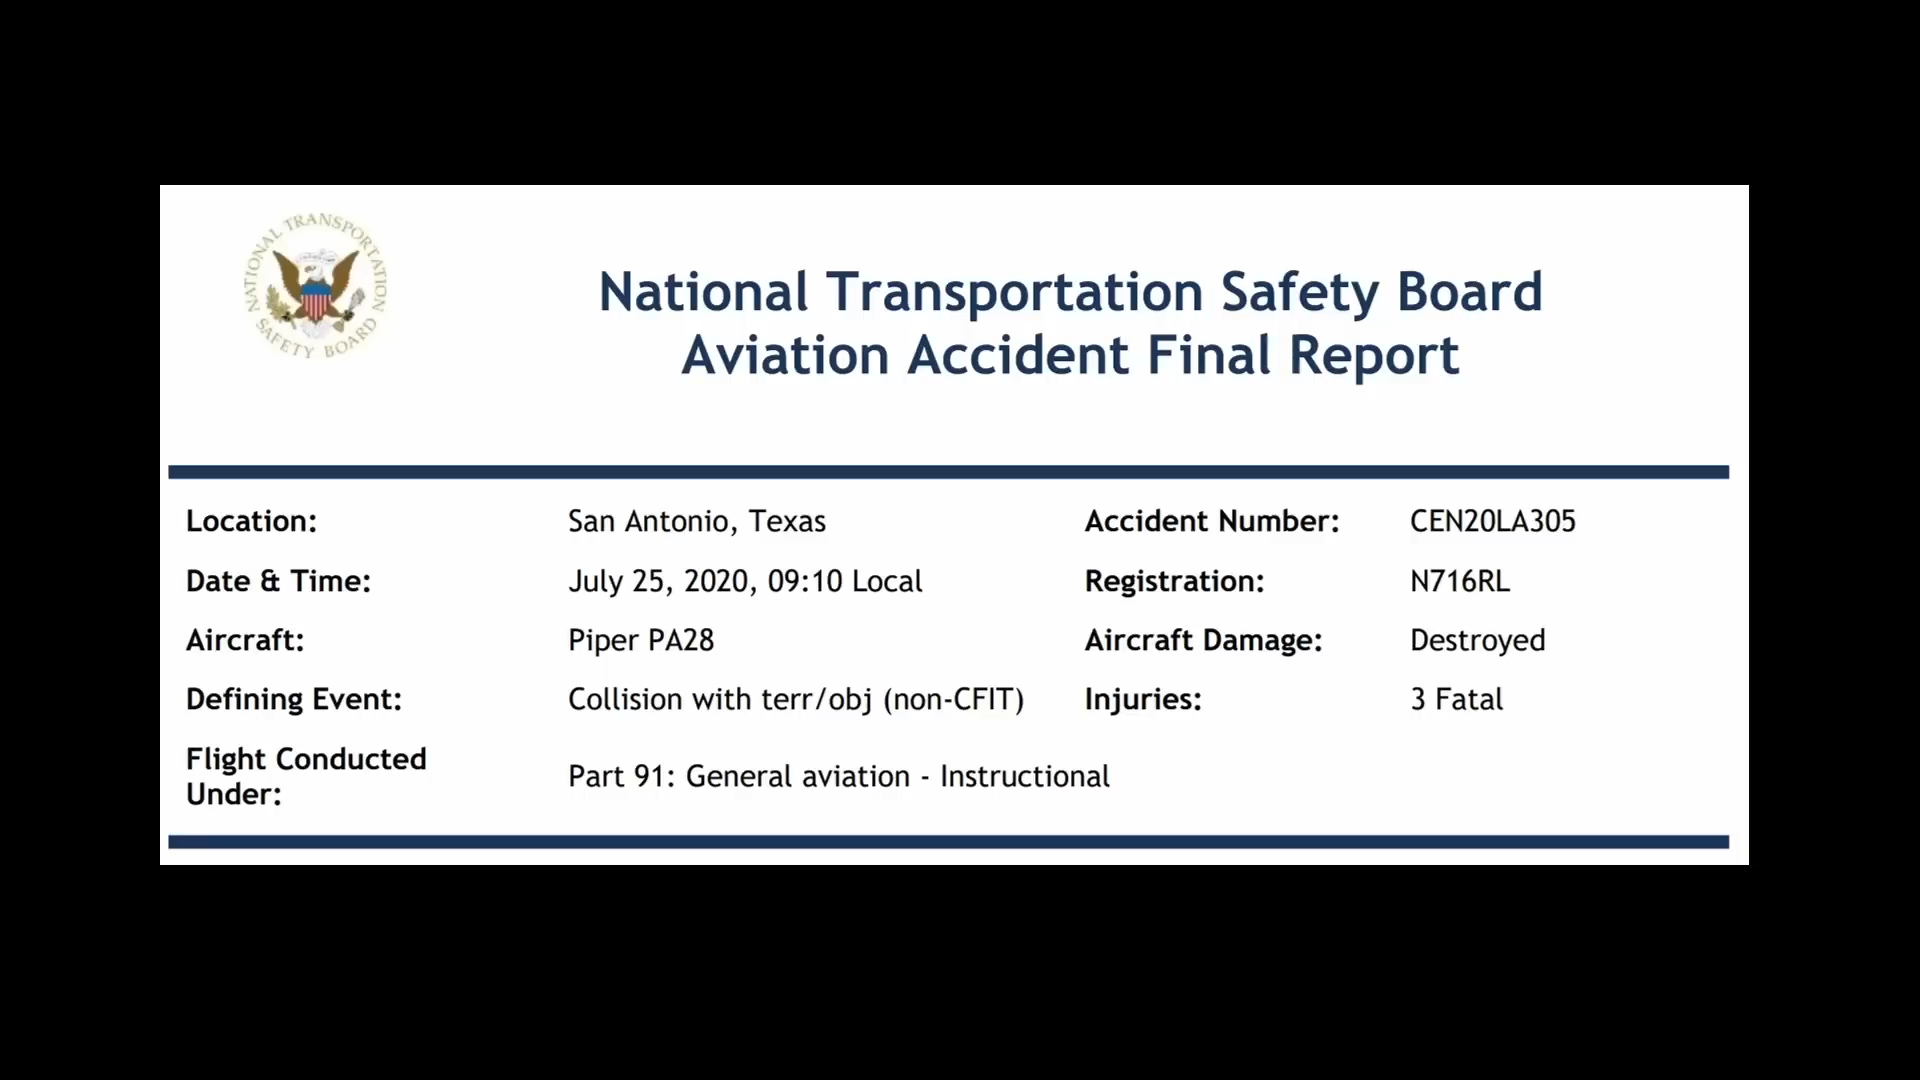 NATIONAL TRANSPORTATION SAFETY BOARD
National Transportation Safety Board
Aviation Accident Final Report
Location: San Antonio, Texas Accident Number: CEN20LA305
Date & Time: July 25, 2020, 09:10 Local Registration: N716RL
Aircraft: Piper PA28 Aircraft Damage: Destroyed
Defining Event: Collision with terr/obj (non-CFIT) Injuries: 3 Fatal
Flight Conducted
Under: Part 91: General aviation - Instructional